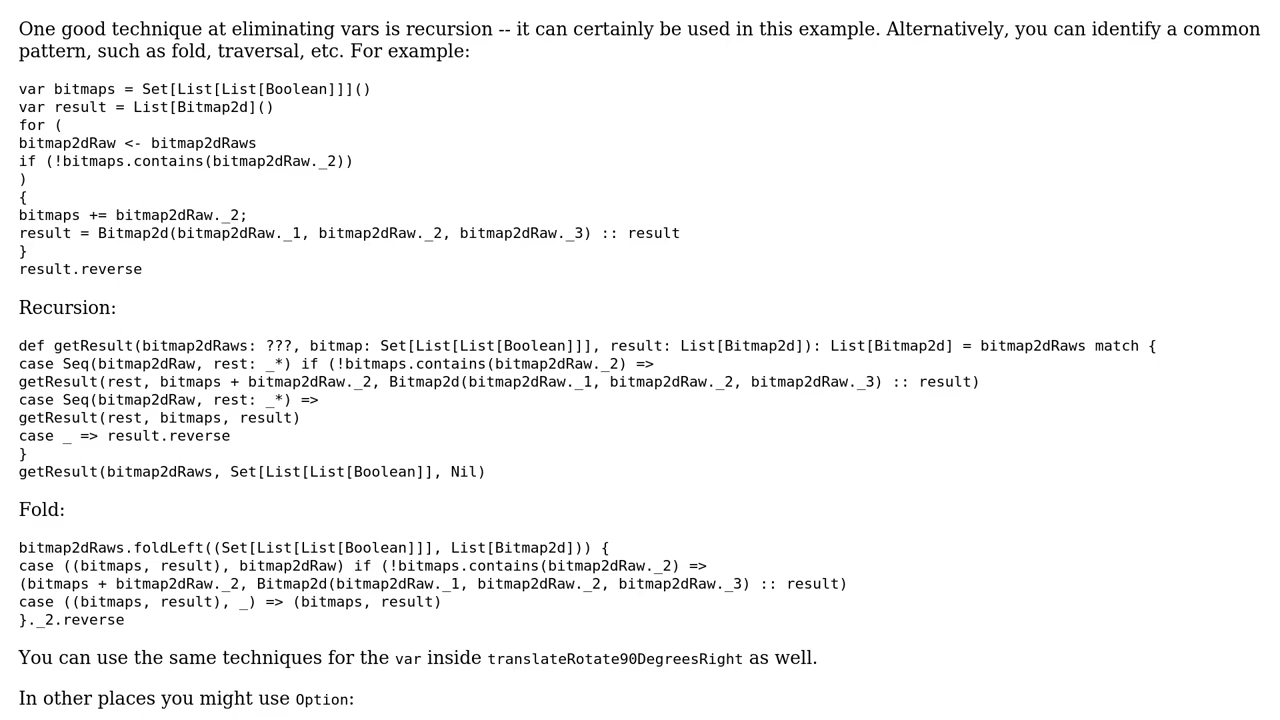 One good technique at eliminating vars is recursion -- it can certainly be used in this example. Alternatively, you can identify a common
pattern, such as fold, traversal, etc. For example:
var bitmaps = Set[List[List[Boolean]]]()
var result = List[Bitmap2d]()
for (
bitmap2dRaw <- bitmap2dRaws
if (!bitmaps.contains(bitmap2dRaw._2))
)
{
bitmaps += bitmap2dRaw._2;
result = Bitmap2d(bitmap2dRaw._1, bitmap2dRaw._2, bitmap2dRaw._3) :: result
}
result.reverse
Recursion:
def getResult(bitmap2dRaws: ???, bitmap: Set[List[List[Boolean]]], result: List[Bitmap2d]): List[Bitmap2d] = bitmap2dRaws match {
case Seq(bitmap2dRaw, rest: _*) if (!bitmaps.contains(bitmap2dRaw._2) =>
getResult(rest, bitmaps + bitmap2dRaw._2, Bitmap2d(bitmap2dRaw._1, bitmap2dRaw._2, bitmap2dRaw._3) :: result)
case Seq(bitmap2dRaw, rest: _*) =>
getResult(rest, bitmaps, result)
case _ => result.reverse
}
getResult(bitmap2dRaws, Set[List[List[Boolean]], Nil)
Fold:
bitmap2dRaws.foldLeft((Set[List[List[Boolean]]], List[Bitmap2d])) {
case ((bitmaps, result), bitmap2dRaw) if (!bitmaps.contains(bitmap2dRaw._2) =>
(bitmaps + bitmap2dRaw._2, Bitmap2d(bitmap2dRaw._1, bitmap2dRaw._2, bitmap2dRaw._3) :: result)
case ((bitmaps, result), _) => (bitmaps, result)
}._2.reverse
You can use the same techniques for the var inside translateRotate90DegreesRight as well.
In other places you might use Option: